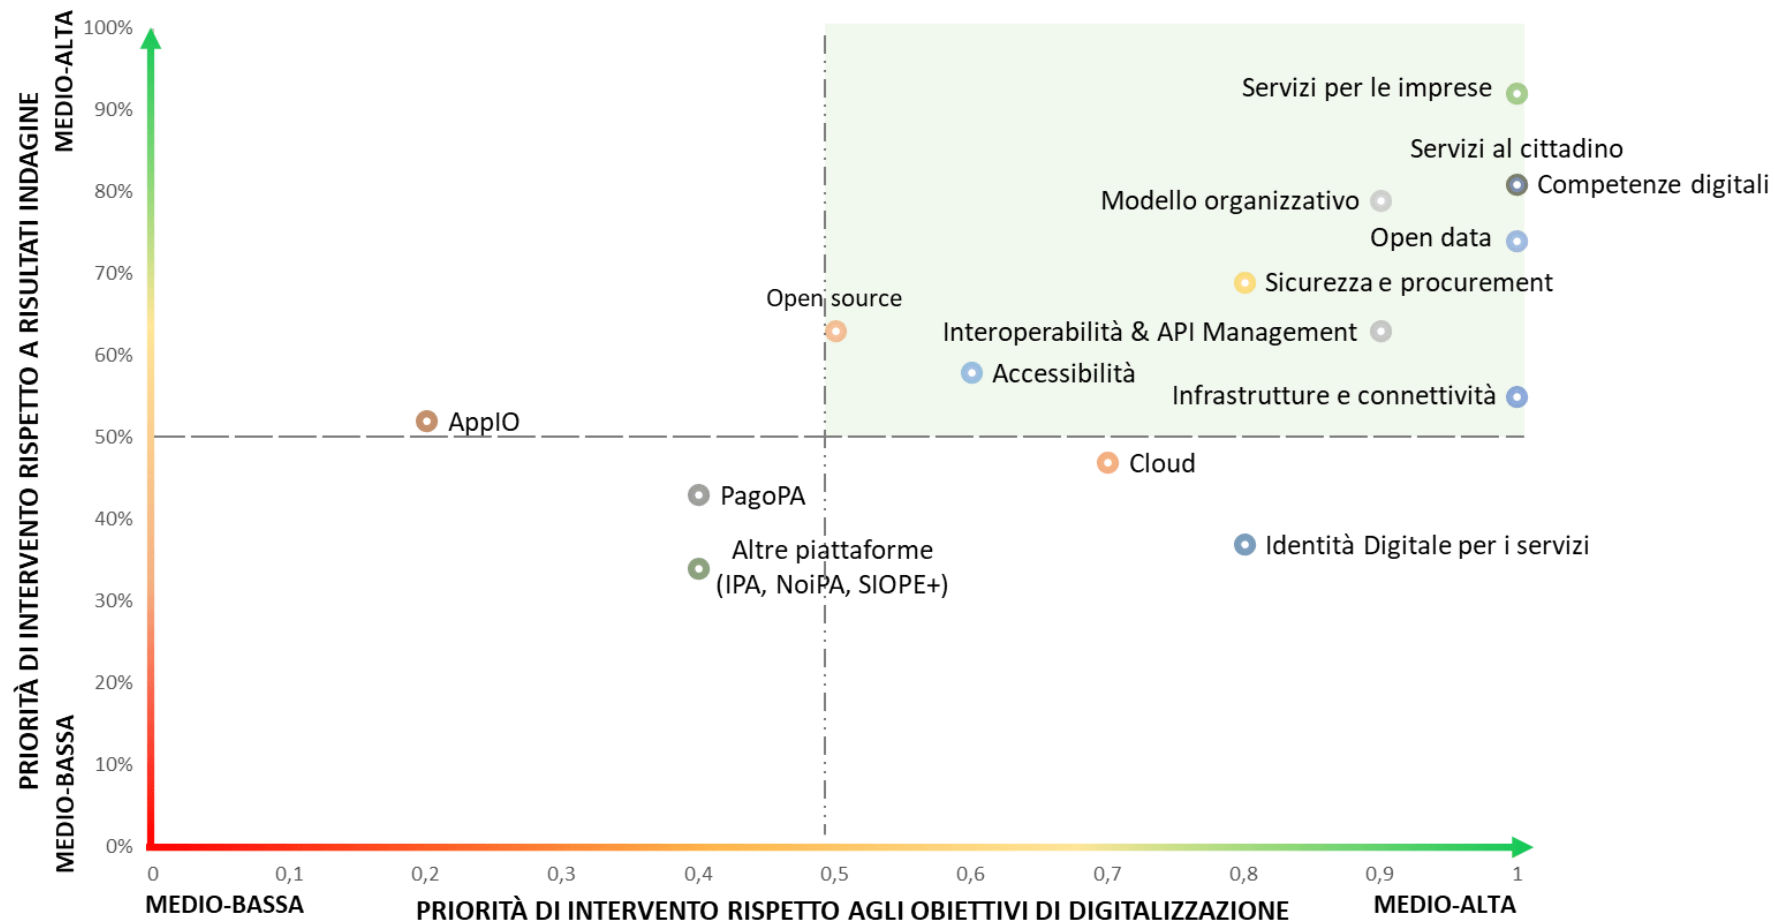 PRIORITÀ DI INTERVENTO RISPETTO A RISULTATI INDAGINE
MEDIO-ALTA
MEDIO-BASSA
100%
90%
80%
70%
60%
50%
40%
30%
20%
10%
0%
Servizi per le imprese
Servizi al cittadino
Competenze digitali
Modello organizzativo
Open data
Sicurezza e procurement
Open source
Interoperabilità & API Management
Accessibilità
Infrastrutture e connettività
AppIO
Cloud
PagoPA
Identità Digitale per i servizi
Altre piattaforme
(IPA, NoiPA, SIOPE+)
0 0,1 0,2 0,3 0,4 0,5 0,6 0,7 0,8 0,9 1
MEDIO-BASSA
PRIORITÀ DI INTERVENTO RISPETTO AGLI OBIETTIVI DI DIGITALIZZAZIONE
MEDIO-ALTA